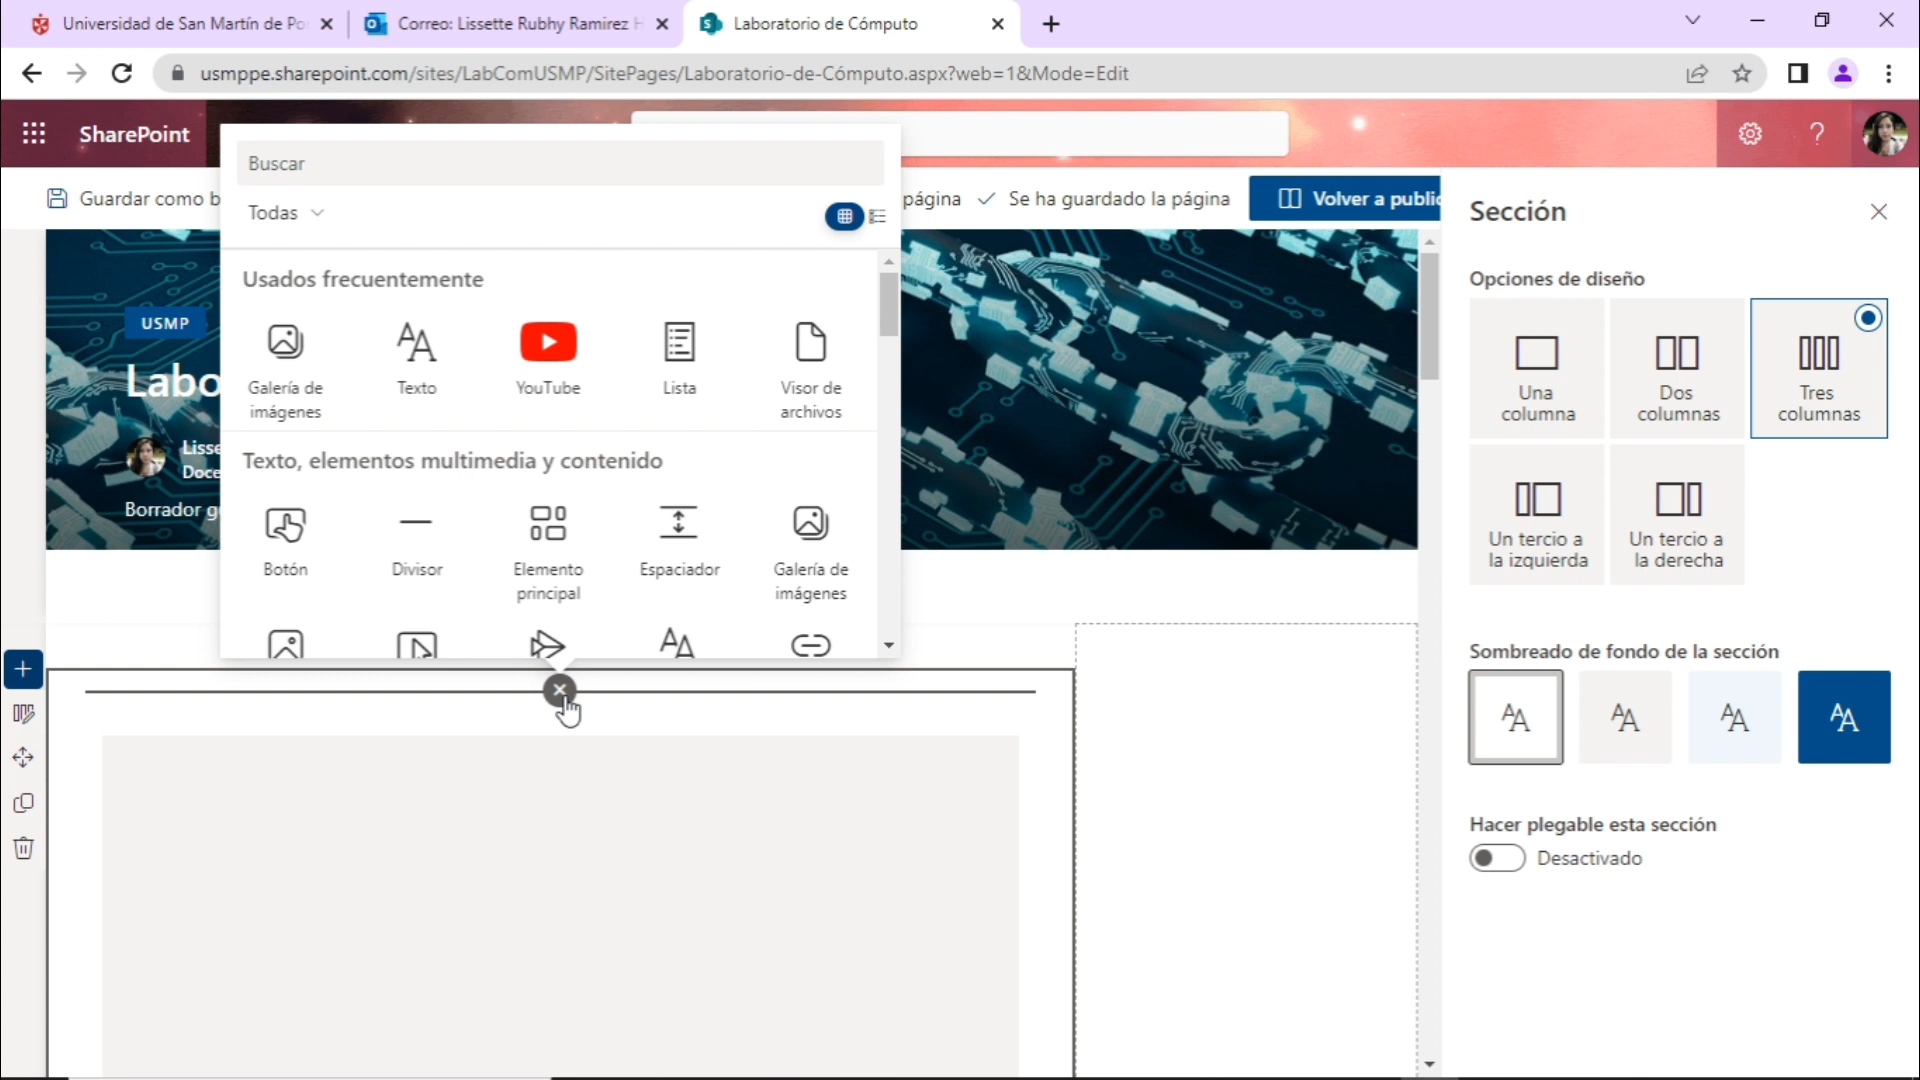 Universidad de San Martín de Po
Correo: Lissette Rubhy Ramirez H
Laboratorio de Cómputo
usmppe.sharepoint.com/sites/LabComUSMP/SitePages/Laboratorio-de-Cómputo.aspx?web=1&Mode=Edit
SharePoint
Buscar
Guardar como b
página
Se ha guardado la página
Volver a public
Todas
Usados frecuentemente
Galería de imágenes
Texto
YouTube
Lista
Visor de archivos
Texto, elementos multimedia y contenido
Botón
Divisor
Elemento principal
Espaciador
Galería de imágenes
USMP
Labo
Lisse
Doce
Borrador g
Sección
Opciones de diseño
Una columna
Dos columnas
Tres columnas
Un tercio a la izquierda
Un tercio a la derecha
Sombreado de fondo de la sección
Hacer plegable esta sección
Desactivado